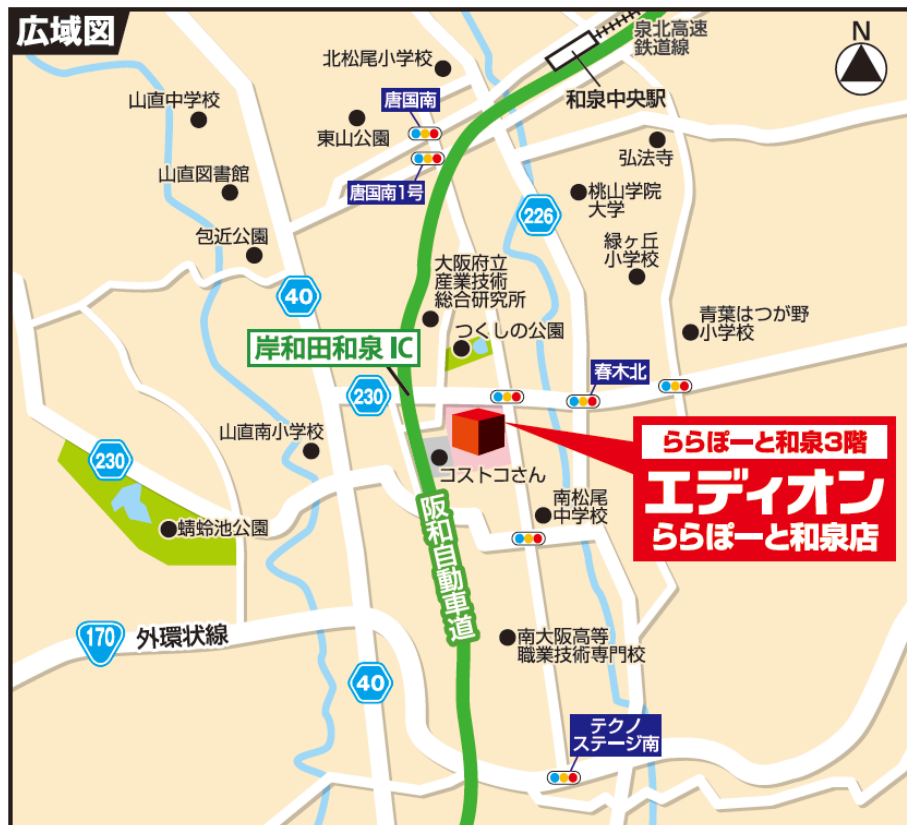 広域図
N
泉北高速
鉄道線
北松尾小学校
和泉中央駅
山直中学校
唐国南
東山公園
弘法寺
山直図書館
唐国南1号
桃山学院
大学
226
包近公園
緑ヶ丘
小学校
大阪府立
産業技術
総合研究所
40
つくしの公園
青葉はつが野
小学校
岸和田和泉 IC
春木北
230
山直南小学校
ららぽーと和泉3階
エディオン
ららぽーと和泉店
230
コストコさん
南松尾
中学校
蜻蛉池公園
阪和自動車道
170
外環状線
南大阪高等
職業技術専門校
40
テクノ
ステージ南